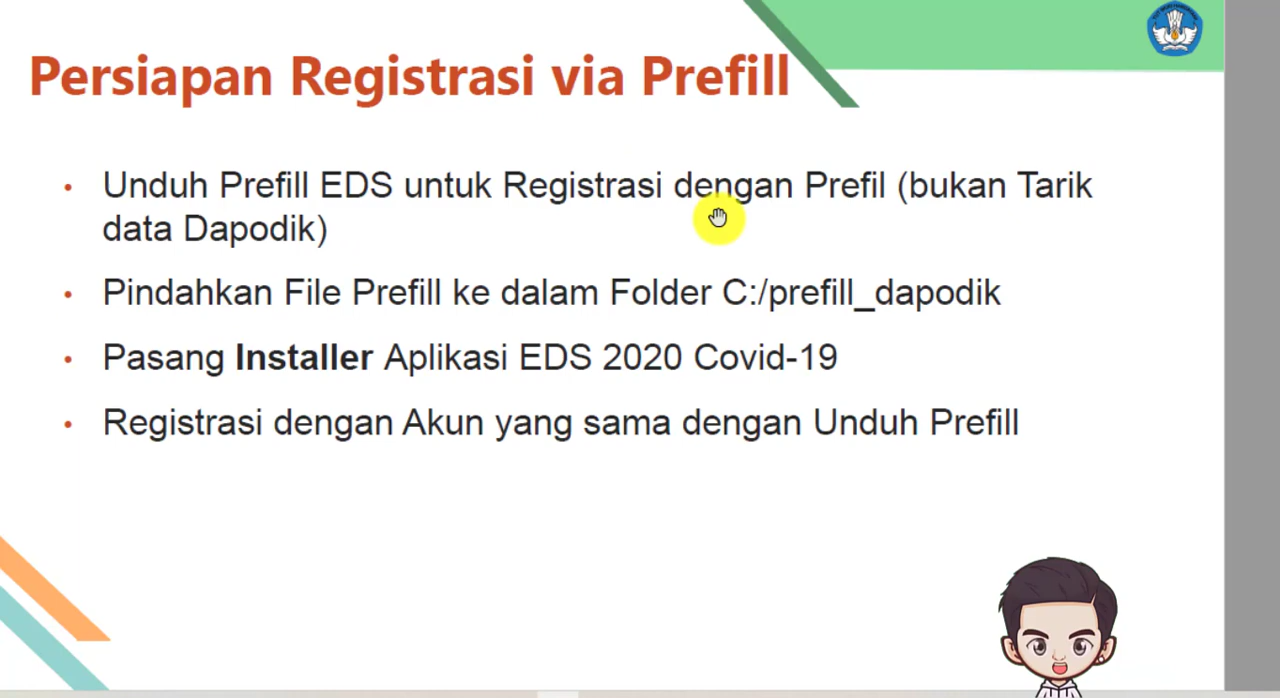 Persiapan Registrasi via Prefill
• Unduh Prefill EDS untuk Registrasi dengan Prefil (bukan Tarik
data Dapodik)
• Pindahkan File Prefill ke dalam Folder C:/prefill_dapodik
• Pasang Installer Aplikasi EDS 2020 Covid-19
• Registrasi dengan Akun yang sama dengan Unduh Prefill